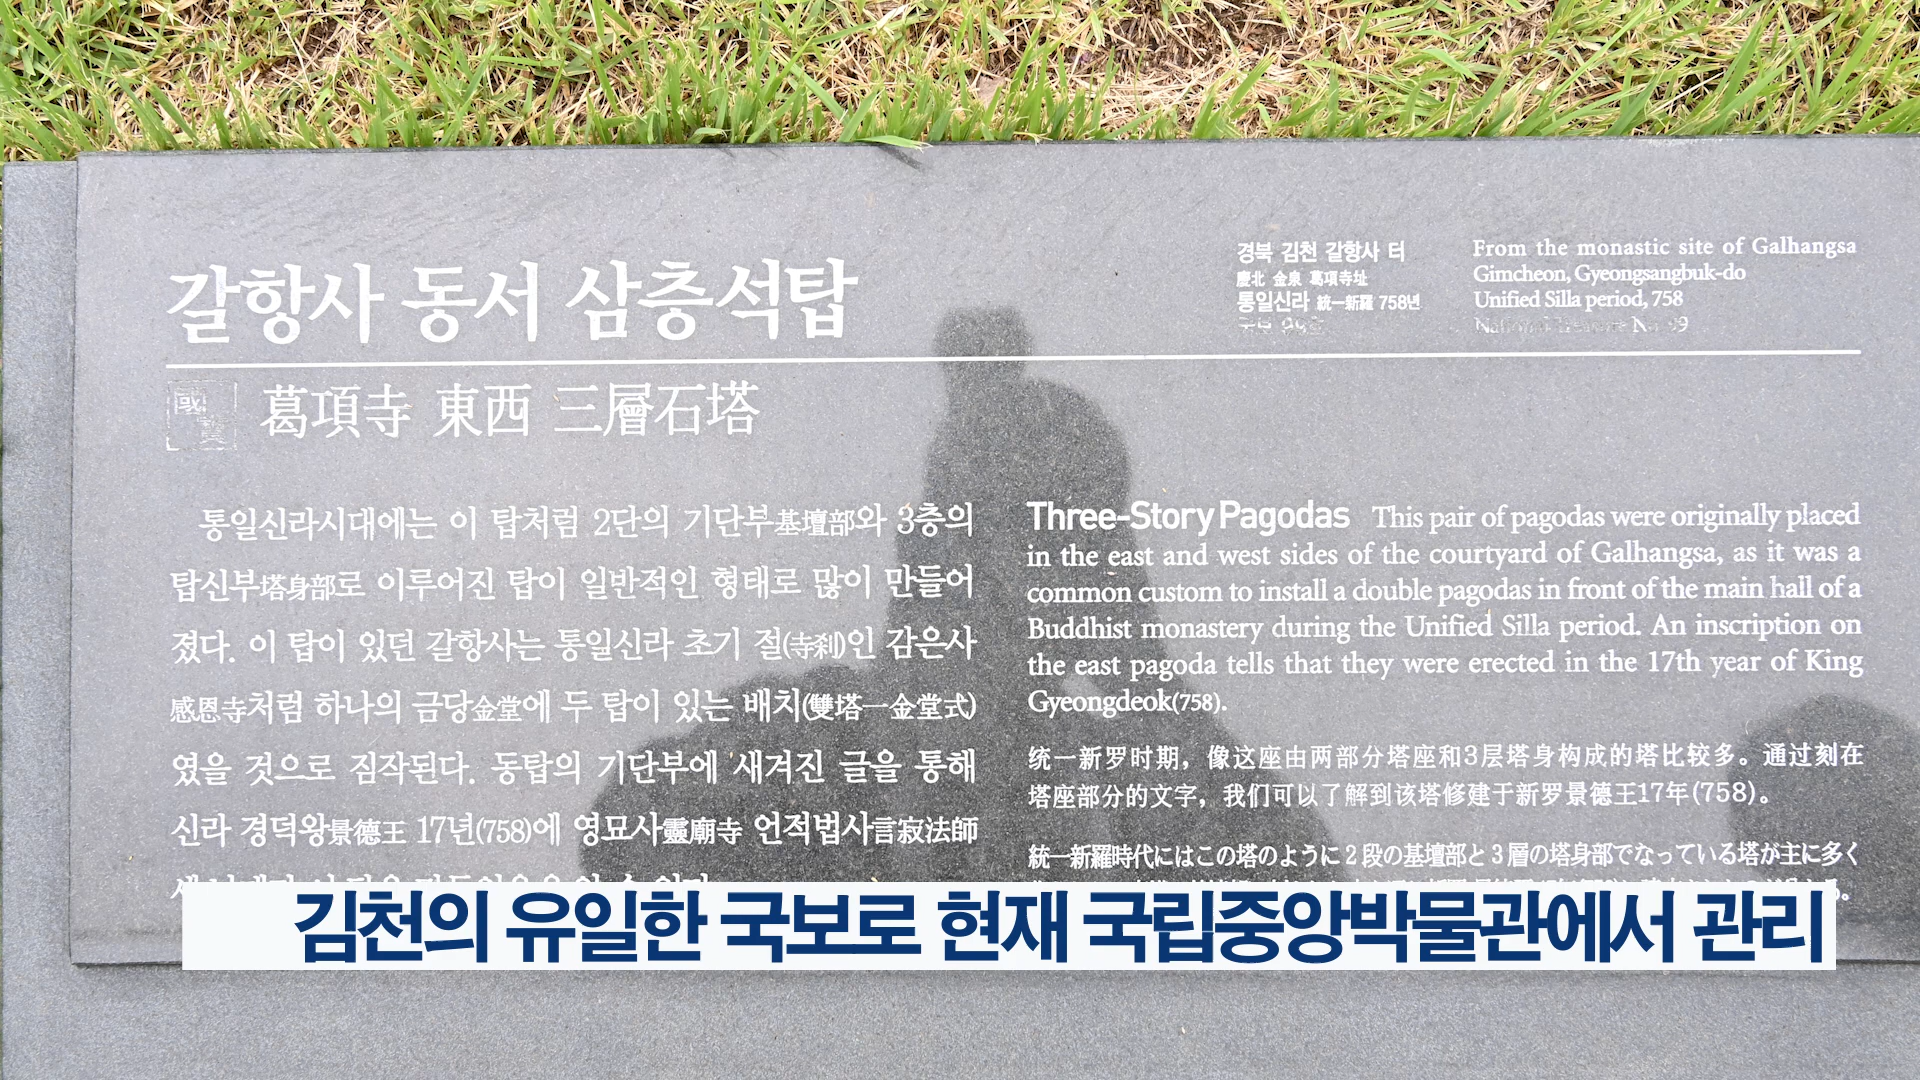 갈항사 동서 삼층석탑
경북 김천 갈항사 터
慶北 金泉 葛項寺址
통일신라 統一新羅 758년
From the monastic site of Galhangsa
Gimcheon, Gyeongsangbuk-do
Unified Silla period, 758
國寶 葛項寺 東西 三層石塔
통일신라시대에는 이 탑처럼 2단의 기단부基壇部와 3층의
탑신부塔身部로 이루어진 탑이 일반적인 형태로 많이 만들어
졌다. 이 탑이 있던 갈항사는 통일신라 초기 절(寺刹)인 감은사
感恩寺처럼 하나의 금당金堂에 두 탑이 있는 배치(雙塔一金堂式)
였을 것으로 짐작된다. 동탑의 기단부에 새겨진 글을 통해
신라 경덕왕景德王 17년(758)에 영묘사靈廟寺 언적법사言寂法師
Three-Story Pagodas This pair of pagodas were originally placed
in the east and west sides of the courtyard of Galhangsa, as it was a
common custom to install a double pagodas in front of the main hall of a
Buddhist monastery during the Unified Silla period. An inscription on
the east pagoda tells that they were erected in the 17th year of King
Gyeongdeok(758).
统一新罗时期，像这座由两部分塔座和3层塔身构成的塔比较多。通过刻在
塔座部分的文字，我们可以了解到该塔修建于新罗景德王17年(758)。
統一新羅時代にはこの塔のように2段の基壇部と3層の塔身部でなっている塔が主に多く
김천의 유일한 국보로 현재 국립중앙박물관에서 관리